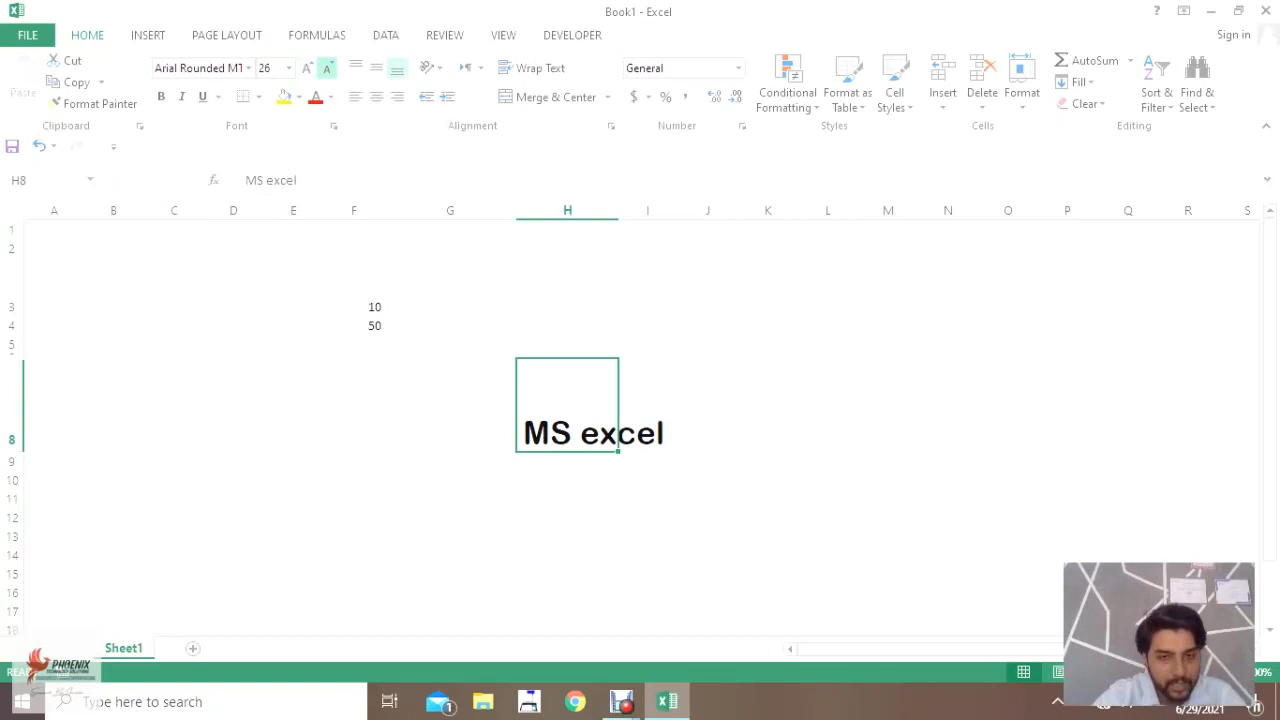 Book1 - Excel
?
FILE HOME INSERT PAGE LAYOUT FORMULAS DATA REVIEW VIEW DEVELOPER Sign in
Cut
Copy
Format Painter
Paste
Clipboard
Arial Rounded MT 26 A A
B I U A
Font
Wrap Text
Merge & Center
Alignment
General
$ % ,
Number
Conditional Formatting
Format as Table
Cell Styles
Styles
Insert Delete Format
Cells
AutoSum
Fill
Clear
Sort & Filter
Find & Select
Editing
H8 fx MS excel
A B C D E F G H I J K L M N O P Q R S
1
2
3 10
4 50
5
8 MS excel
9
10
11
12
13
14
15
16
17
18
Sheet1
PHOENIX
TECHNOLOGY SOLUTIONS
Type here to search
1
6/29/2021